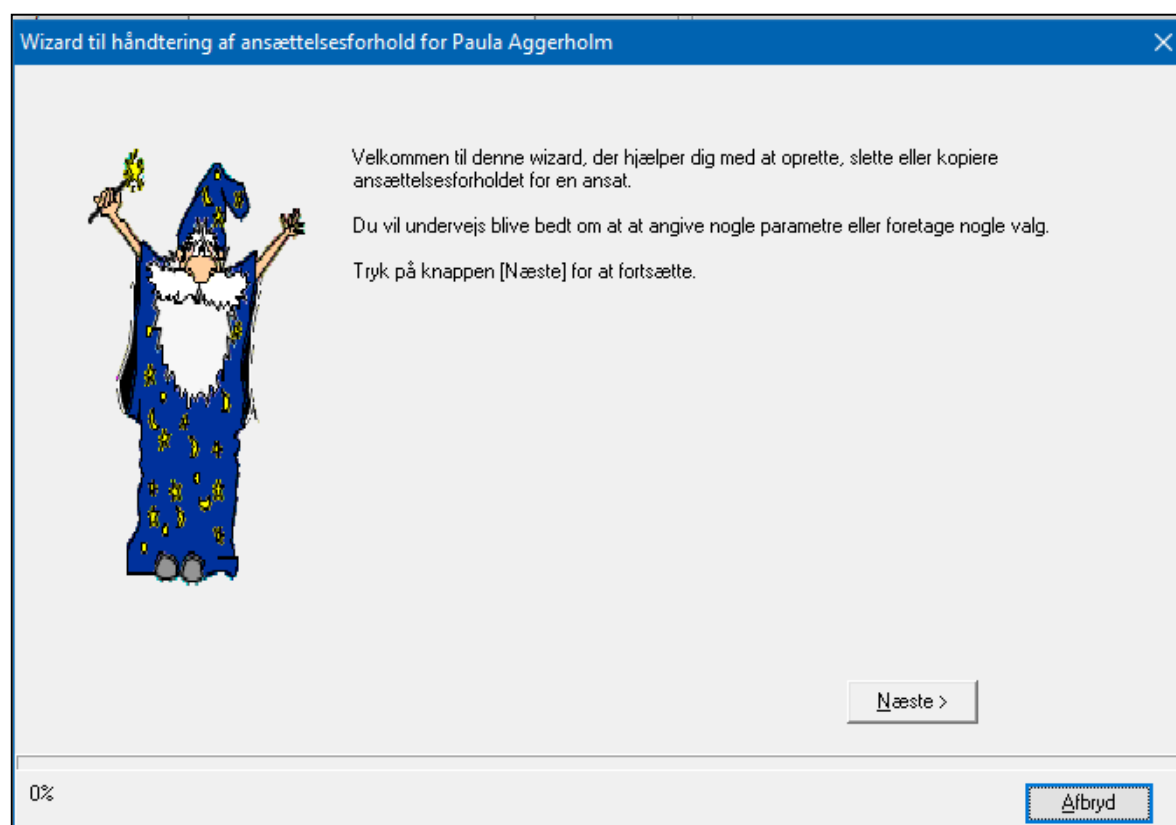 Wizard til håndtering af ansættelsesforhold for Paula Aggerholm
Velkommen til denne wizard, der hjælper dig med at oprette, slette eller kopiere
ansættelsesforholdet for en ansat.
Du vil undervejs blive bedt om at at angive nogle parametre eller foretage nogle valg.
Tryk på knappen [Næste] for at fortsætte.
Næste >
0%
Afbryd